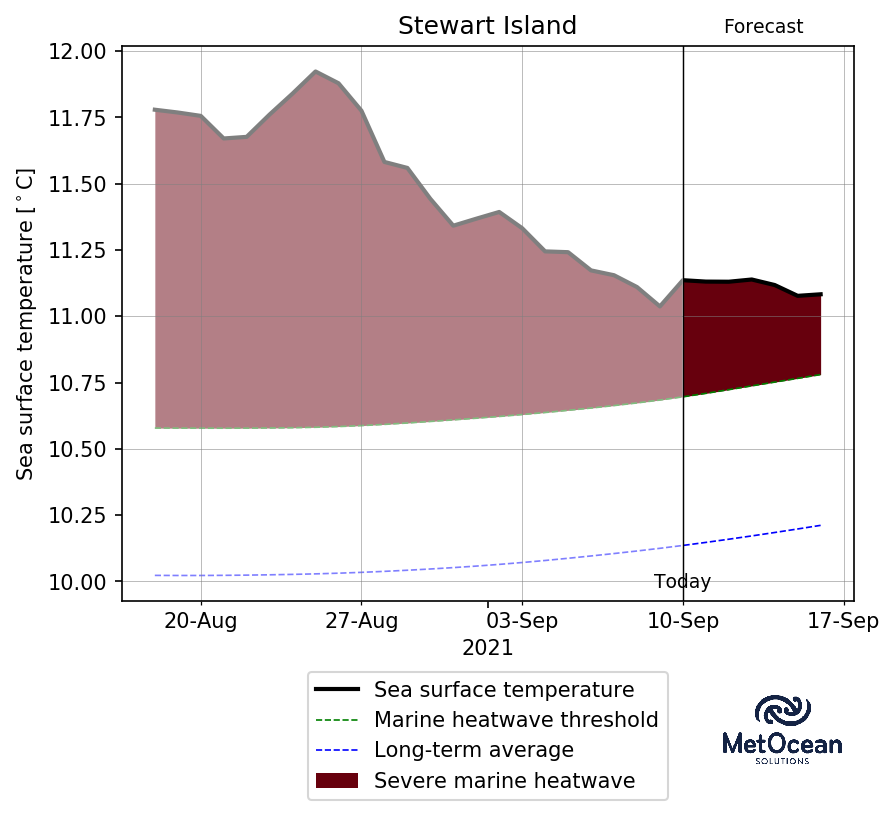 Stewart Island
Forecast
12.00
11.75
11.50
11.25
11.00
10.75
10.50
10.25
10.00
Sea surface temperature [°C]
Today
20-Aug
27-Aug
03-Sep
10-Sep
17-Sep
2021
Sea surface temperature
Marine heatwave threshold
Long-term average
Severe marine heatwave
MetOcean
SOLUTIONS